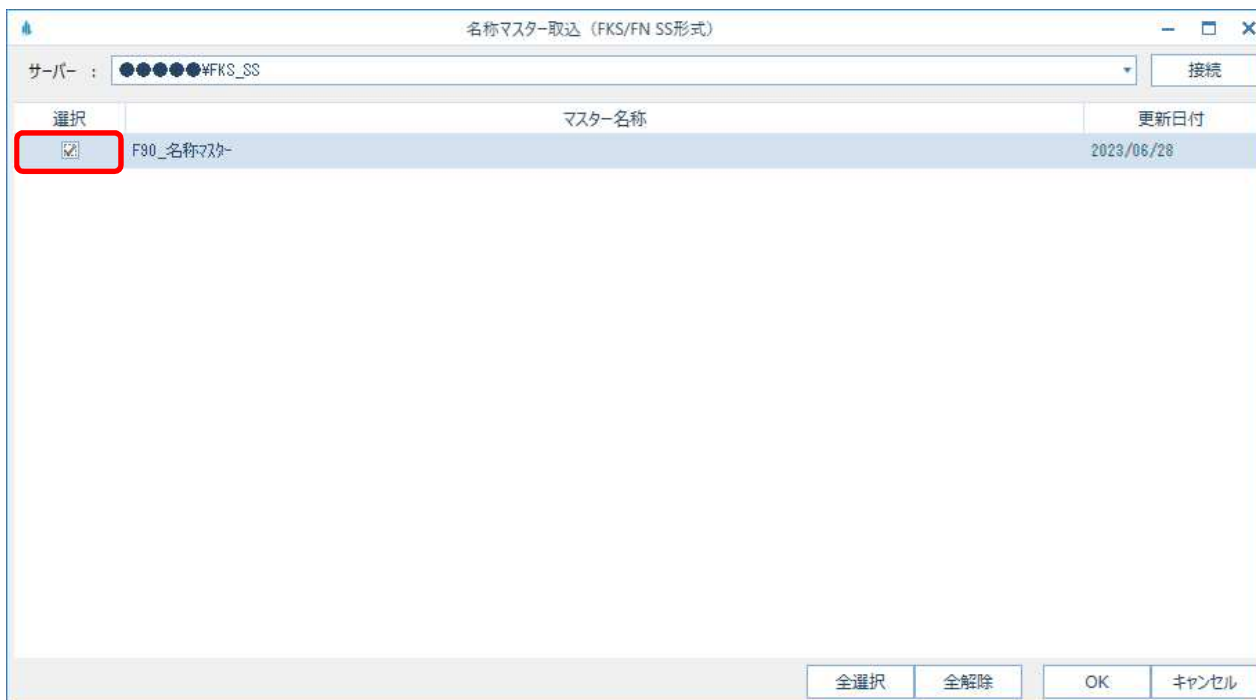 名称マスター取込（FKS/FN SS形式）
サーバー ： ●●●●●¥FKS_SS 接続
選択 マスター名称 更新日付
F90_名称ﾏｽﾀｰ 2023/06/28
全選択 全解除 OK キャンセル